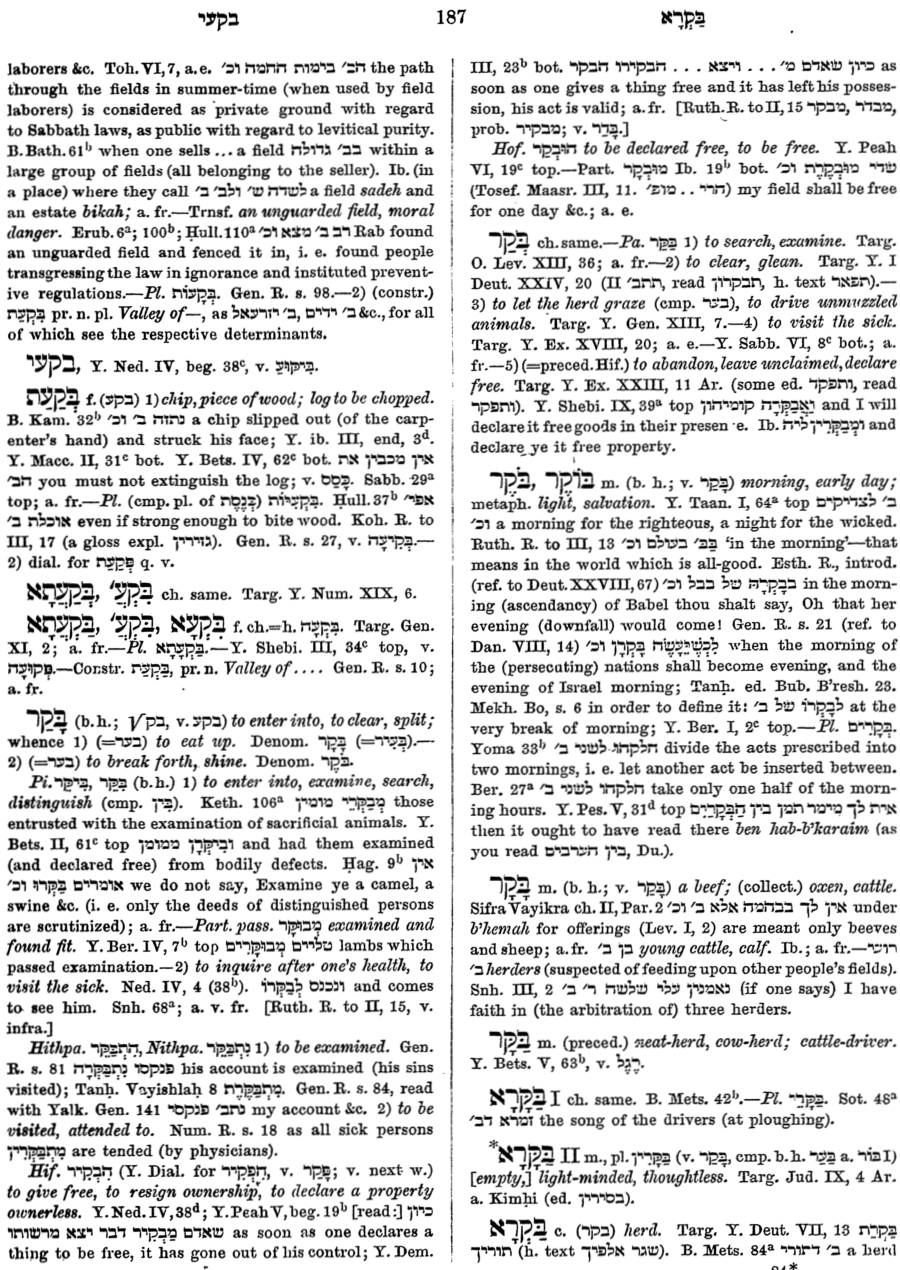 בקעי
187
בַּקָּרָא
laborers &c. Toh. VI, 7, a. e. הב׳ בימות החמה וכ׳ the path
through the fields in summer-time (when used by field
laborers) is considered as private ground with regard
to Sabbath laws, as public with regard to levitical purity.
B. Bath. 61ᵇ when one sells ... a field בב׳ גדולה within a
large group of fields (all belonging to the seller). Ib. (in
a place) where they call לשדה ש׳ ולב׳ ב׳ a field sadeh and
an estate bikah; a. fr.—Trnsf. an unguarded field, moral
danger. Erub. 6ᵃ; 100ᵇ; Ḥull. 110ᵃ רב ב׳ מצא וכ׳ Rab found
an unguarded field and fenced it in, i. e. found people
transgressing the law in ignorance and instituted prevent-
ive regulations.—Pl. בְּקָעוֹת. Gen. R. s. 98.—2) (constr.)
בִּקְעַת pr. n. pl. Valley of—, as ב׳ ידים, ב׳ יזרעאל &c., for all
of which see the respective determinants.
בקעי, Y. Ned. IV, beg. 38ᶜ, v. בִּיקּוּעַ.
בְּקַעַת f. (בקע) 1) chip, piece of wood; log to be chopped.
B. Kam. 32ᵇ נתזה ב׳ וכ׳ a chip slipped out (of the carp-
enter's hand) and struck his face; Y. ib. III, end, 3ᵈ.
Y. Macc. II, 31ᶜ bot. Y. Bets. IV, 62ᶜ bot. אין מכבין את
הב׳ you must not extinguish the log; v. כָּסַס. Sabb. 29ᵃ
top; a. fr.—Pl. (cmp. pl. of כְּנֶסֶת) בִּקְעִיּוֹת. Ḥull. 37ᵇ אפי׳
אוכלת ב׳ even if strong enough to bite wood. Koh. R. to
III, 17 (a gloss expl. גזירין). Gen. R. s. 27, v. בְּקִיעָה.—
2) dial. for פְּקַעַת q. v.
בְּקַעֲתָא, בִּקְעֲ׳ ch. same. Targ. Y. Num. XIX, 6.
בִּקְעָא, בִּקְעֲ׳, בִּקַעֲתָא f. ch.=h. בִּקְעָה. Targ. Gen.
XI, 2; a. fr.—Pl. בִּקְעָתָא.—Y. Shebi. III, 34ᶜ top, v.
פִּקּוּעָה.—Constr. בִּקְעַת, pr. n. Valley of.... Gen. R. s. 10;
a. fr.
בָּקַר (b. h.; √בק, v. בקע) to enter into, to clear, split;
whence 1) (=בער) to eat up. Denom. בָּקָר (=בְּעִיר).—
2) (=בער) to break forth, shine. Denom. בֹּקֶר.
Pi. בִּקֵּר, בִּיקֵּר (b. h.) 1) to enter into, examine, search,
distinguish (cmp. בִּין). Keth. 106ᵃ מְבַקְּרֵי מומין those
entrusted with the examination of sacrificial animals. Y.
Bets. II, 61ᶜ top וּבִיקְּרָן ממומן and had them examined
(and declared free) from bodily defects. Ḥag. 9ᵇ אין
אומרים בַּקְּרוּ וכ׳ we do not say, Examine ye a camel, a
swine &c. (i. e. only the deeds of distinguished persons
are scrutinized); a. fr.—Part. pass. מְבוּקָּר examined and
found fit. Y. Ber. IV, 7ᵇ top טליים מְבוּקָּרִים lambs which
passed examination.—2) to inquire after one's health, to
visit the sick. Ned. IV, 4 (38ᵇ). ונכנס לְבַקְּרוֹ and comes
to see him. Snh. 68ᵃ; a. v. fr. [Ruth. R. to II, 15, v.
infra.]
Hithpa. הִתְבַּקֵּר, Nithpa. נִתְבַּקֵּר 1) to be examined. Gen.
R. s. 81 פנקסו נִתְבַּקְּרָה his account is examined (his sins
visited); Tanḥ. Vayishlaḥ 8 מִתְבַּקֶּרֶת. Gen. R. s. 84, read
with Yalk. Gen. 141 נתב׳ פנקסי my account &c. 2) to be
visited, attended to. Num. R. s. 18 as all sick persons
מִתְבַּקְּרִין are tended (by physicians).
Hif. הִבְקִיר (Y. Dial. for הִפְקִיר, v. פָּקַר; v. next w.)
to give free, to resign ownership, to declare a property
ownerless. Y. Ned. IV, 38ᵈ; Y. Peah V, beg. 19ᵇ [read:] כיון
שאדם מַבְקִיר דבר יצא מרשותו as soon as one declares a
thing to be free, it has gone out of his control; Y. Dem.
III, 23ᵇ bot. כיון שאדם מ׳ ... ויצא ... הבקירו הבקר as
soon as one gives a thing free and it has left his posses-
sion, his act is valid; a. fr. [Ruth. R. to II, 15 מבדר, מבקר,
prob. מבקיר; v. בָּדַר.]
Hof. הוּבְקַר to be declared free, to be free. Y. Peah
VI, 19ᶜ top.—Part. מוּבְקָר Ib. 19ᵇ bot. שדי מוּבְקֶרֶת וכ׳
(Tosef. Maasr. III, 11. הרי .. מופ׳) my field shall be free
for one day &c.; a. e.
בְּקַר ch. same.—Pa. בַּקַּר 1) to search, examine. Targ.
O. Lev. XIII, 36; a. fr.—2) to clear, glean. Targ. Y. I
Deut. XXIV, 20 (II תתב׳, read תבקרון, h. text תפאר).—
3) to let the herd graze (cmp. בער), to drive unmuzzled
animals. Targ. Y. Gen. XIII, 7.—4) to visit the sick.
Targ. Y. Ex. XVIII, 20; a. e.—Y. Sabb. VI, 8ᶜ bot.; a.
fr.—5) (=preced. Hif.) to abandon, leave unclaimed, declare
free. Targ. Y. Ex. XXIII, 11 Ar. (some ed. ותפקד, read
ותפקר). Y. Shebi. IX, 39ᵃ top וַאֲבַקְּרָהּ קומיהון and I will
declare it free goods in their presen e. Ib. וּמְבַקְּרִין ליה and
declare ye it free property.
בּוֹקֶר, בֹּקֶר m. (b. h.; v. בָּקַר) morning, early day;
metaph. light, salvation. Y. Taan. I, 64ᵃ top ב׳ לצדיקים
וכ׳ a morning for the righteous, a night for the wicked.
Ruth. R. to III, 13 בַּבּ׳ בעולם וכ׳ 'in the morning'—that
means in the world which is all-good. Esth. R., introd.
(ref. to Deut. XXVIII, 67) בְּבָקְרָהּ של בבל וכ׳ in the morn-
ing (ascendancy) of Babel thou shalt say, Oh that her
evening (downfall) would come! Gen. R. s. 21 (ref. to
Dan. VIII, 14) לִכְשֶׁיֵּעָשֶׂה בָּקְרָן וכ׳ when the morning of
the (persecuting) nations shall become evening, and the
evening of Israel morning; Tanḥ. ed. Bub. B'resh. 23.
Mekh. Bo, s. 6 in order to define it: לְבָקְרוֹ של ב׳ at the
very break of morning; Y. Ber. I, 2ᶜ top.—Pl. בְּקָרִים.
Yoma 33ᵇ חלקהו לשני ב׳ divide the acts prescribed into
two mornings, i. e. let another act be inserted between.
Ber. 27ᵃ חלקהו לשני ב׳ take only one half of the morn-
ing hours. Y. Pes. V, 31ᵈ top אית לך מימר תמן בין הַבְּקָרַיִם
then it ought to have read there ben hab-b'karaim (as
you read בין הערבים, Du.).
בָּקָר m. (b. h.; v. בָּקַר) a beef; (collect.) oxen, cattle.
Sifra Vayikra ch. II, Par. 2 אין לך בבהמה אלא ב׳ וכ׳ under
b'hemah for offerings (Lev. I, 2) are meant only beeves
and sheep; a. fr. בן ב׳ young cattle, calf. Ib.; a. fr.—רועי
ב׳ herders (suspected of feeding upon other people's fields).
Snh. III, 2 נאמנין עלי שלשה ר׳ ב׳ (if one says) I have
faith in (the arbitration of) three herders.
בַּקָּר m. (preced.) neat-herd, cow-herd; cattle-driver.
Y. Bets. V, 63ᵇ, v. רֶגֶל.
בַּקָּרָא I ch. same. B. Mets. 42ᵇ.—Pl. בַּקָּרֵי. Sot. 48ᵃ
זמרא דב׳ the song of the drivers (at ploughing).
*בַּקָּרָא II m., pl. בַּקָּרִין (v. בָּקַר, cmp. b. h. בַּעַר a. בּוּר I)
[empty,] light-minded, thoughtless. Targ. Jud. IX, 4 Ar.
a. Kimḥi (ed. בסירין).
בַּקְרָא c. (בקר) herd. Targ. Y. Deut. VII, 13 בַּקְרַת
תוריך (h. text שגר אלפיך). B. Mets. 84ᵃ ב׳ דתורי a herd
24*